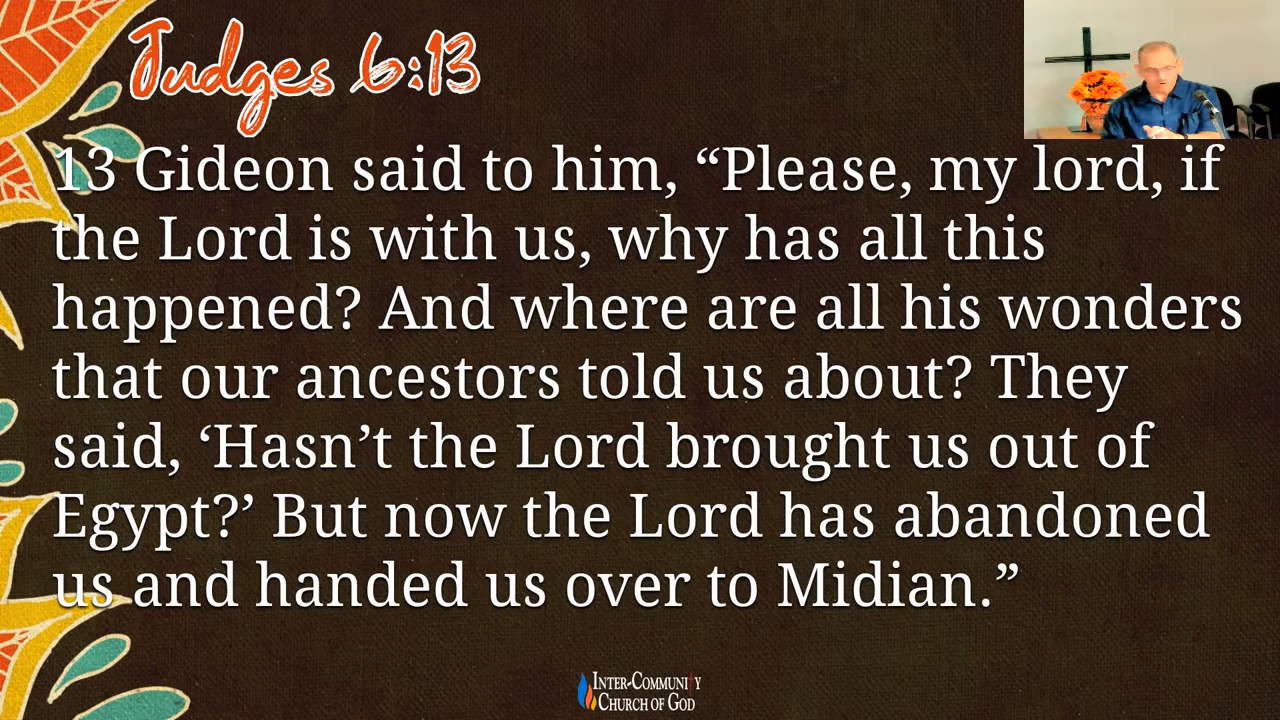 Judges 6:13
13 Gideon said to him, “Please, my lord, if
the Lord is with us, why has all this
happened? And where are all his wonders
that our ancestors told us about? They
said, ‘Hasn’t the Lord brought us out of
Egypt?’ But now the Lord has abandoned
us and handed us over to Midian.”
INTER-COMMUNITY
CHURCH OF GOD